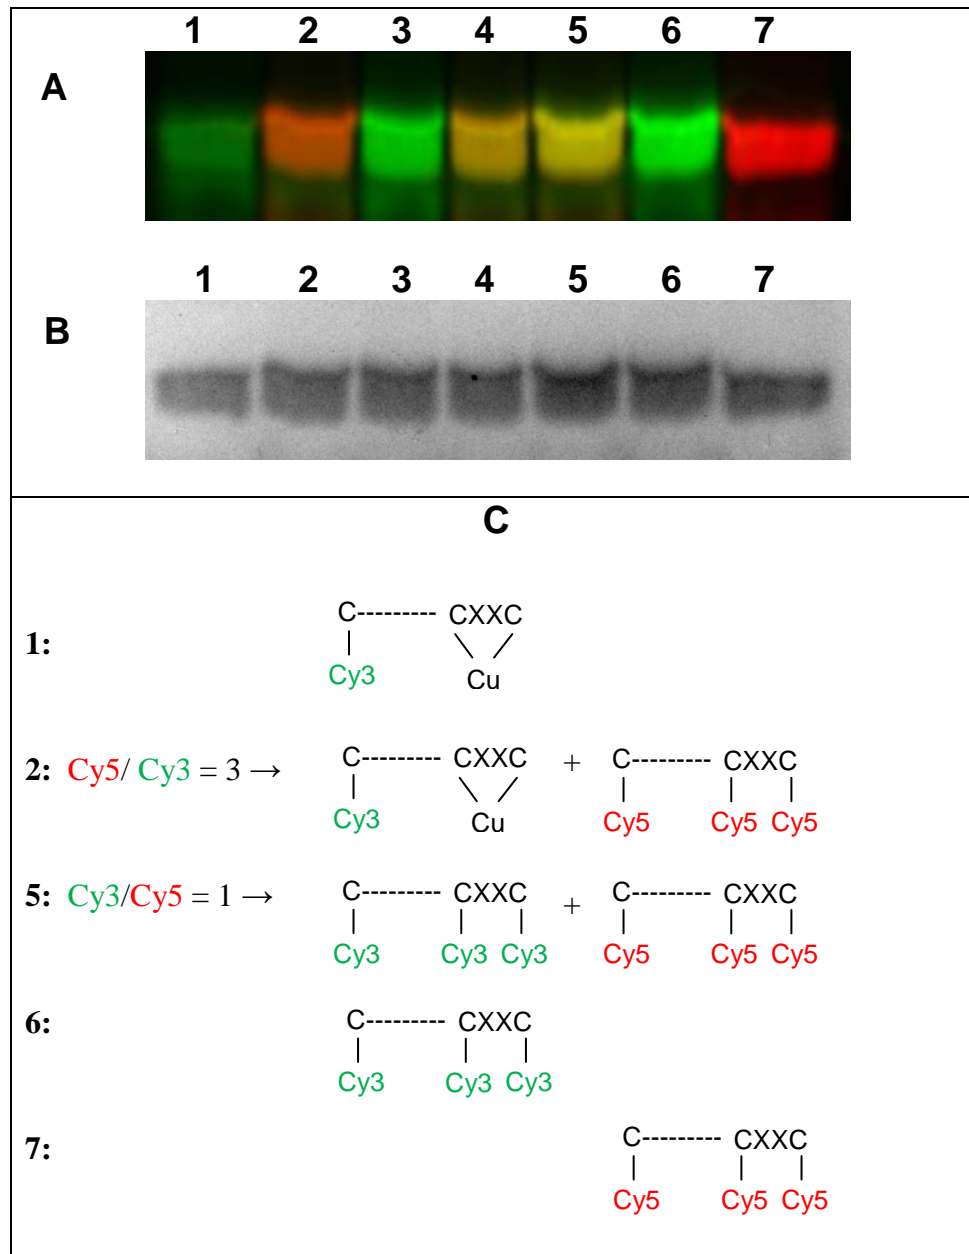 1 2 3 4 5 6 7
A
1 2 3 4 5 6 7
B
C
1:
C--------- CXXC
Cy3 Cu
2: Cy5/ Cy3 = 3 → C--------- CXXC + C--------- CXXC
Cy3 Cu Cy5 Cy5 Cy5
5: Cy3/Cy5 = 1 → C--------- CXXC + C--------- CXXC
Cy3 Cy3 Cy3 Cy5 Cy5 Cy5
6:
C--------- CXXC
Cy3 Cy3 Cy3
7:
C--------- CXXC
Cy5 Cy5 Cy5